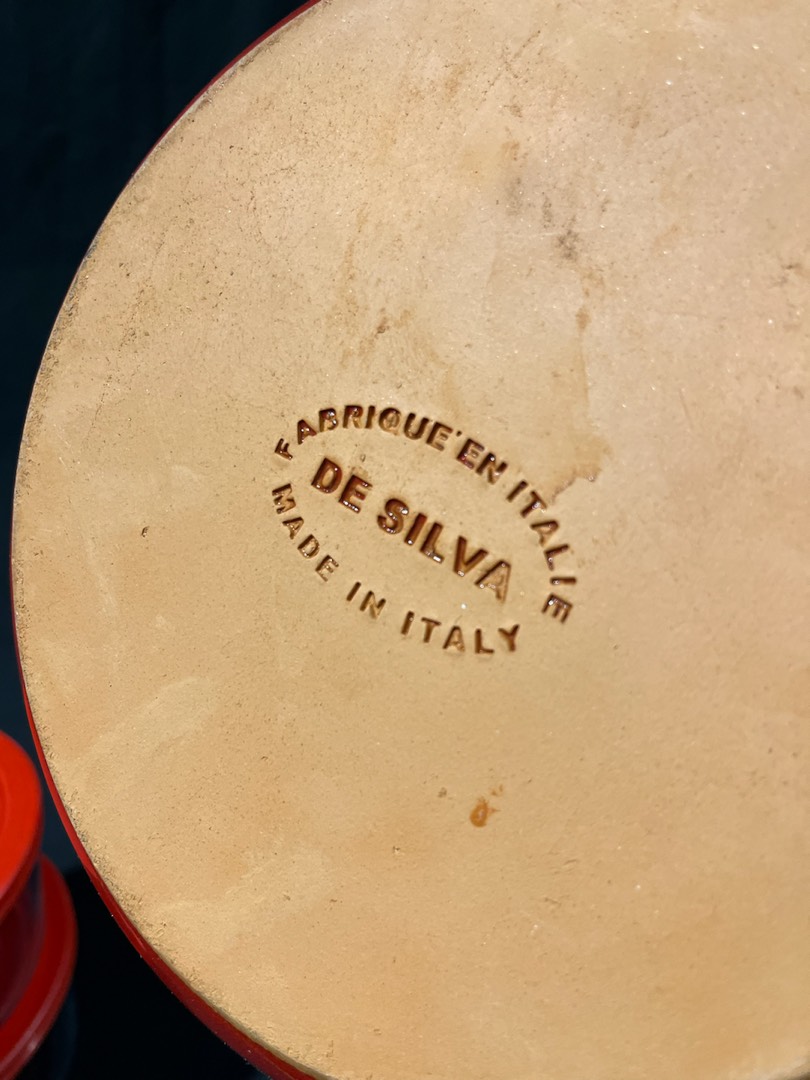 FABRIQUE EN ITALIE
DE SILVA
MADE IN ITALY